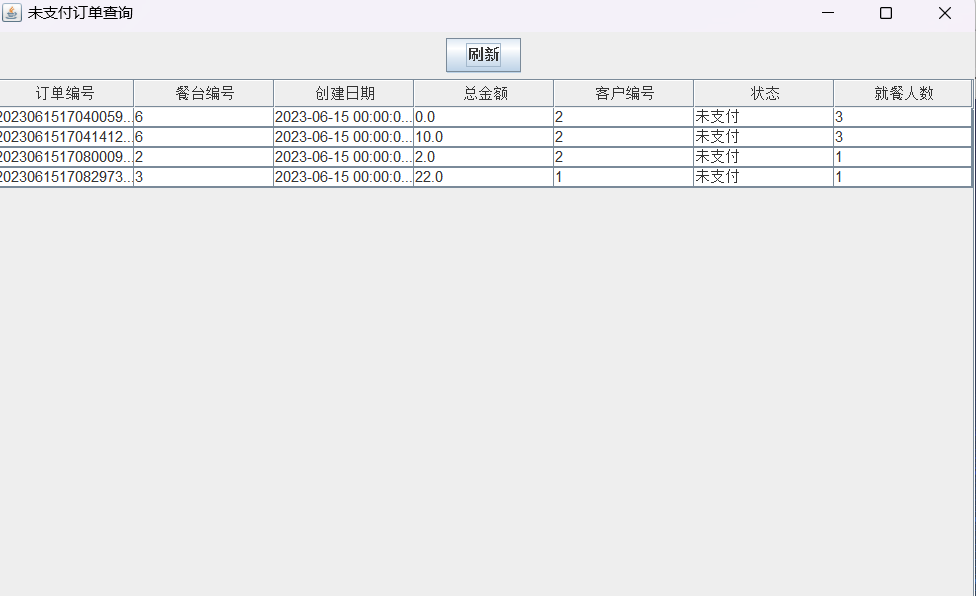 未支付订单查询
刷新
订单编号 餐台编号 创建日期 总金额 客户编号 状态 就餐人数
2023061517040059... 6 2023-06-15 00:00:0... 0.0 2 未支付 3
2023061517041412... 6 2023-06-15 00:00:0... 10.0 2 未支付 3
2023061517080009... 2 2023-06-15 00:00:0... 2.0 2 未支付 1
2023061517082973... 3 2023-06-15 00:00:0... 22.0 1 未支付 1